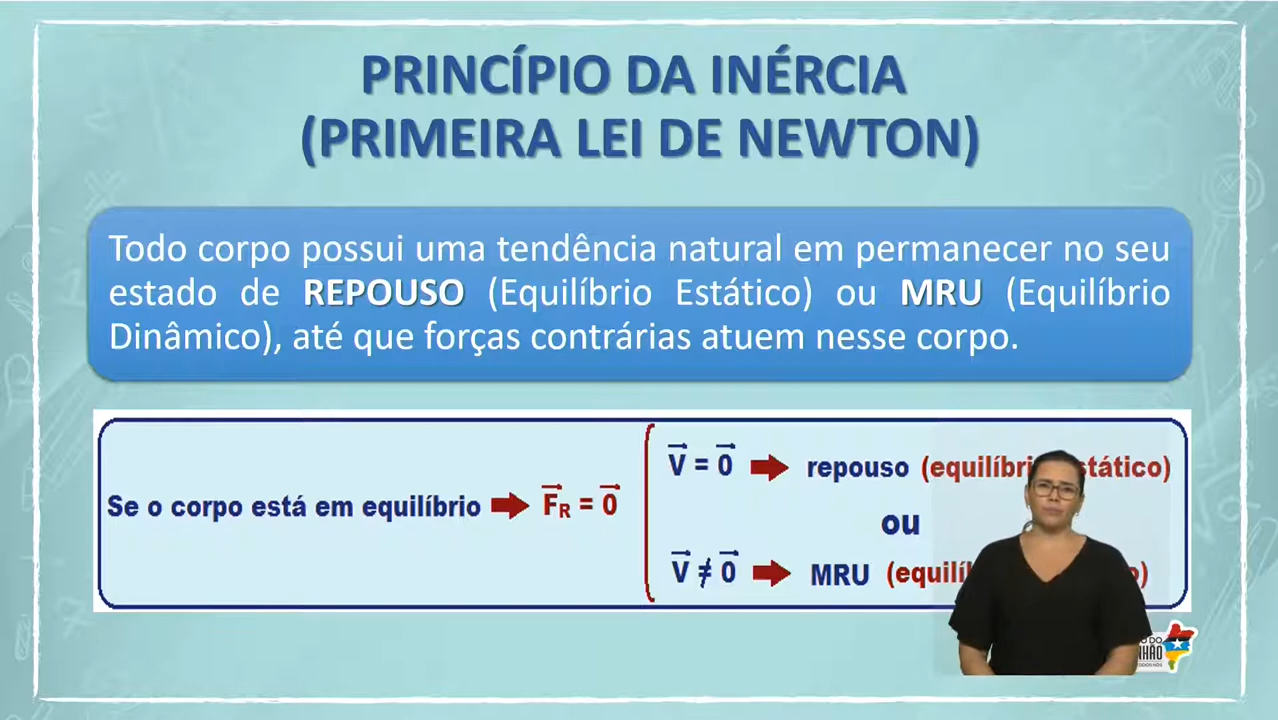 PRINCÍPIO DA INÉRCIA
(PRIMEIRA LEI DE NEWTON)
Todo corpo possui uma tendência natural em permanecer no seu
estado de REPOUSO (Equilíbrio Estático) ou MRU (Equilíbrio
Dinâmico), até que forças contrárias atuem nesse corpo.
V = 0 repouso
Se o corpo está em equilíbrio FR = 0
ou
V ≠ 0 MRU